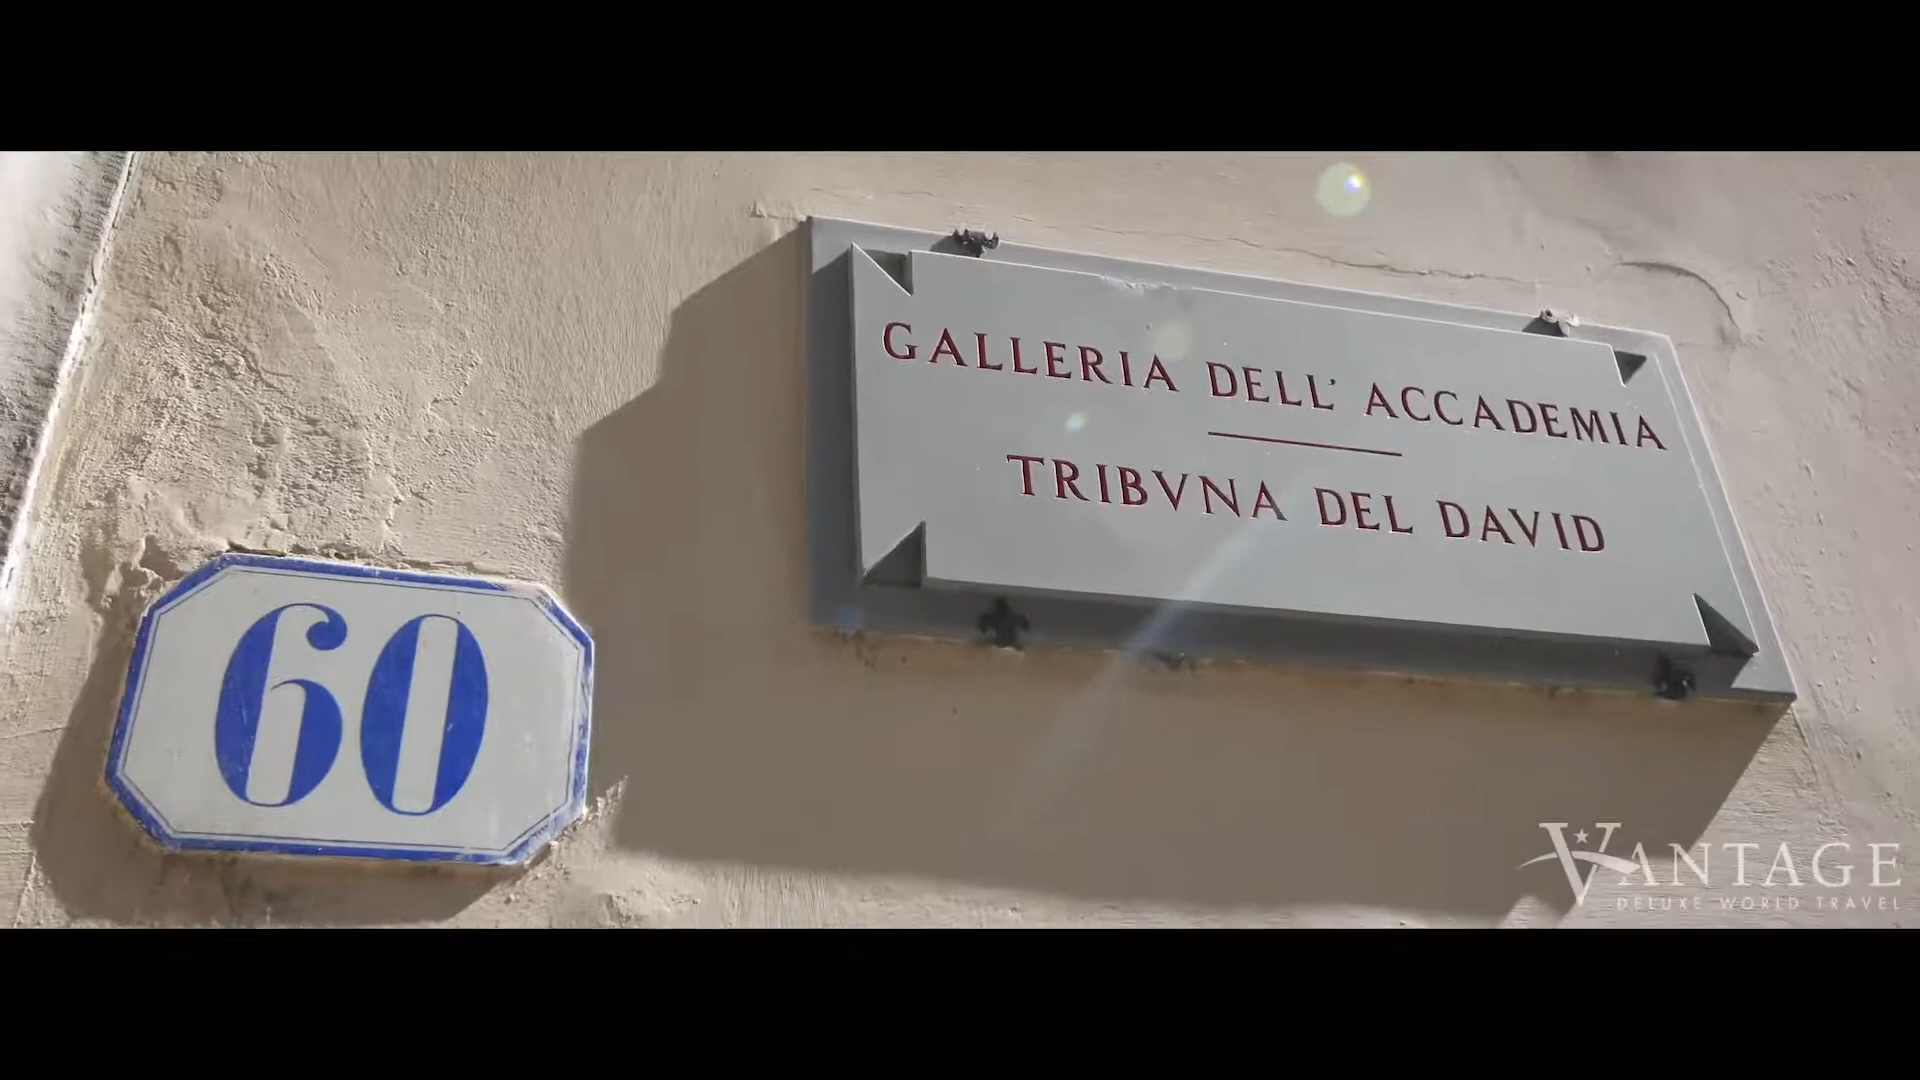 GALLERIA DELL' ACCADEMIA
TRIBVNA DEL DAVID
60
VANTAGE
DELUXE WORLD TRAVEL